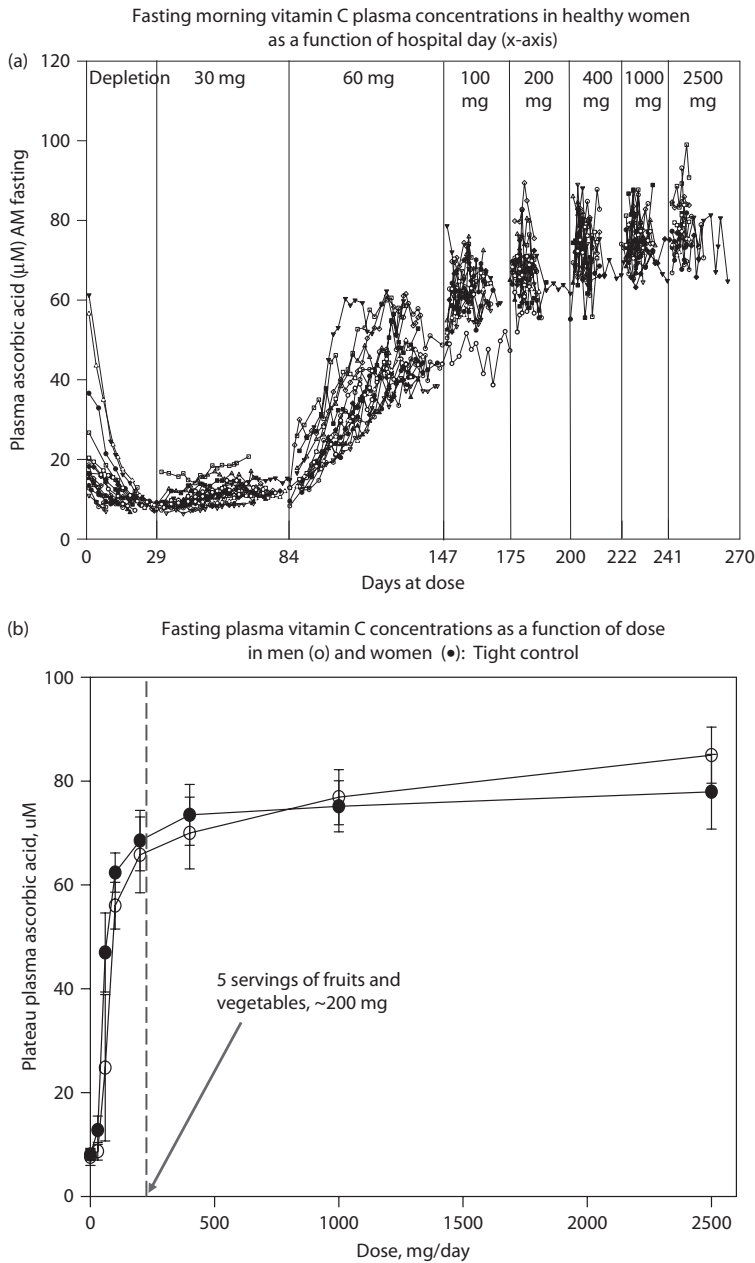 Fasting morning vitamin C plasma concentrations in healthy women
as a function of hospital day (x-axis)
(a)
120
100
80
60
40
20
0
Plasma ascorbic acid (μM) AM fasting
Depletion
30 mg
60 mg
100
mg
200
mg
400
mg
1000
mg
2500
mg
0
29
84
147
175
200
222
241
270
Days at dose
(b)
Fasting plasma vitamin C concentrations as a function of dose
in men (o) and women (●): Tight control
100
80
60
40
20
0
Plateau plasma ascorbic acid, uM
5 servings of fruits and
vegetables, ~200 mg
0
500
1000
1500
2000
2500
Dose, mg/day